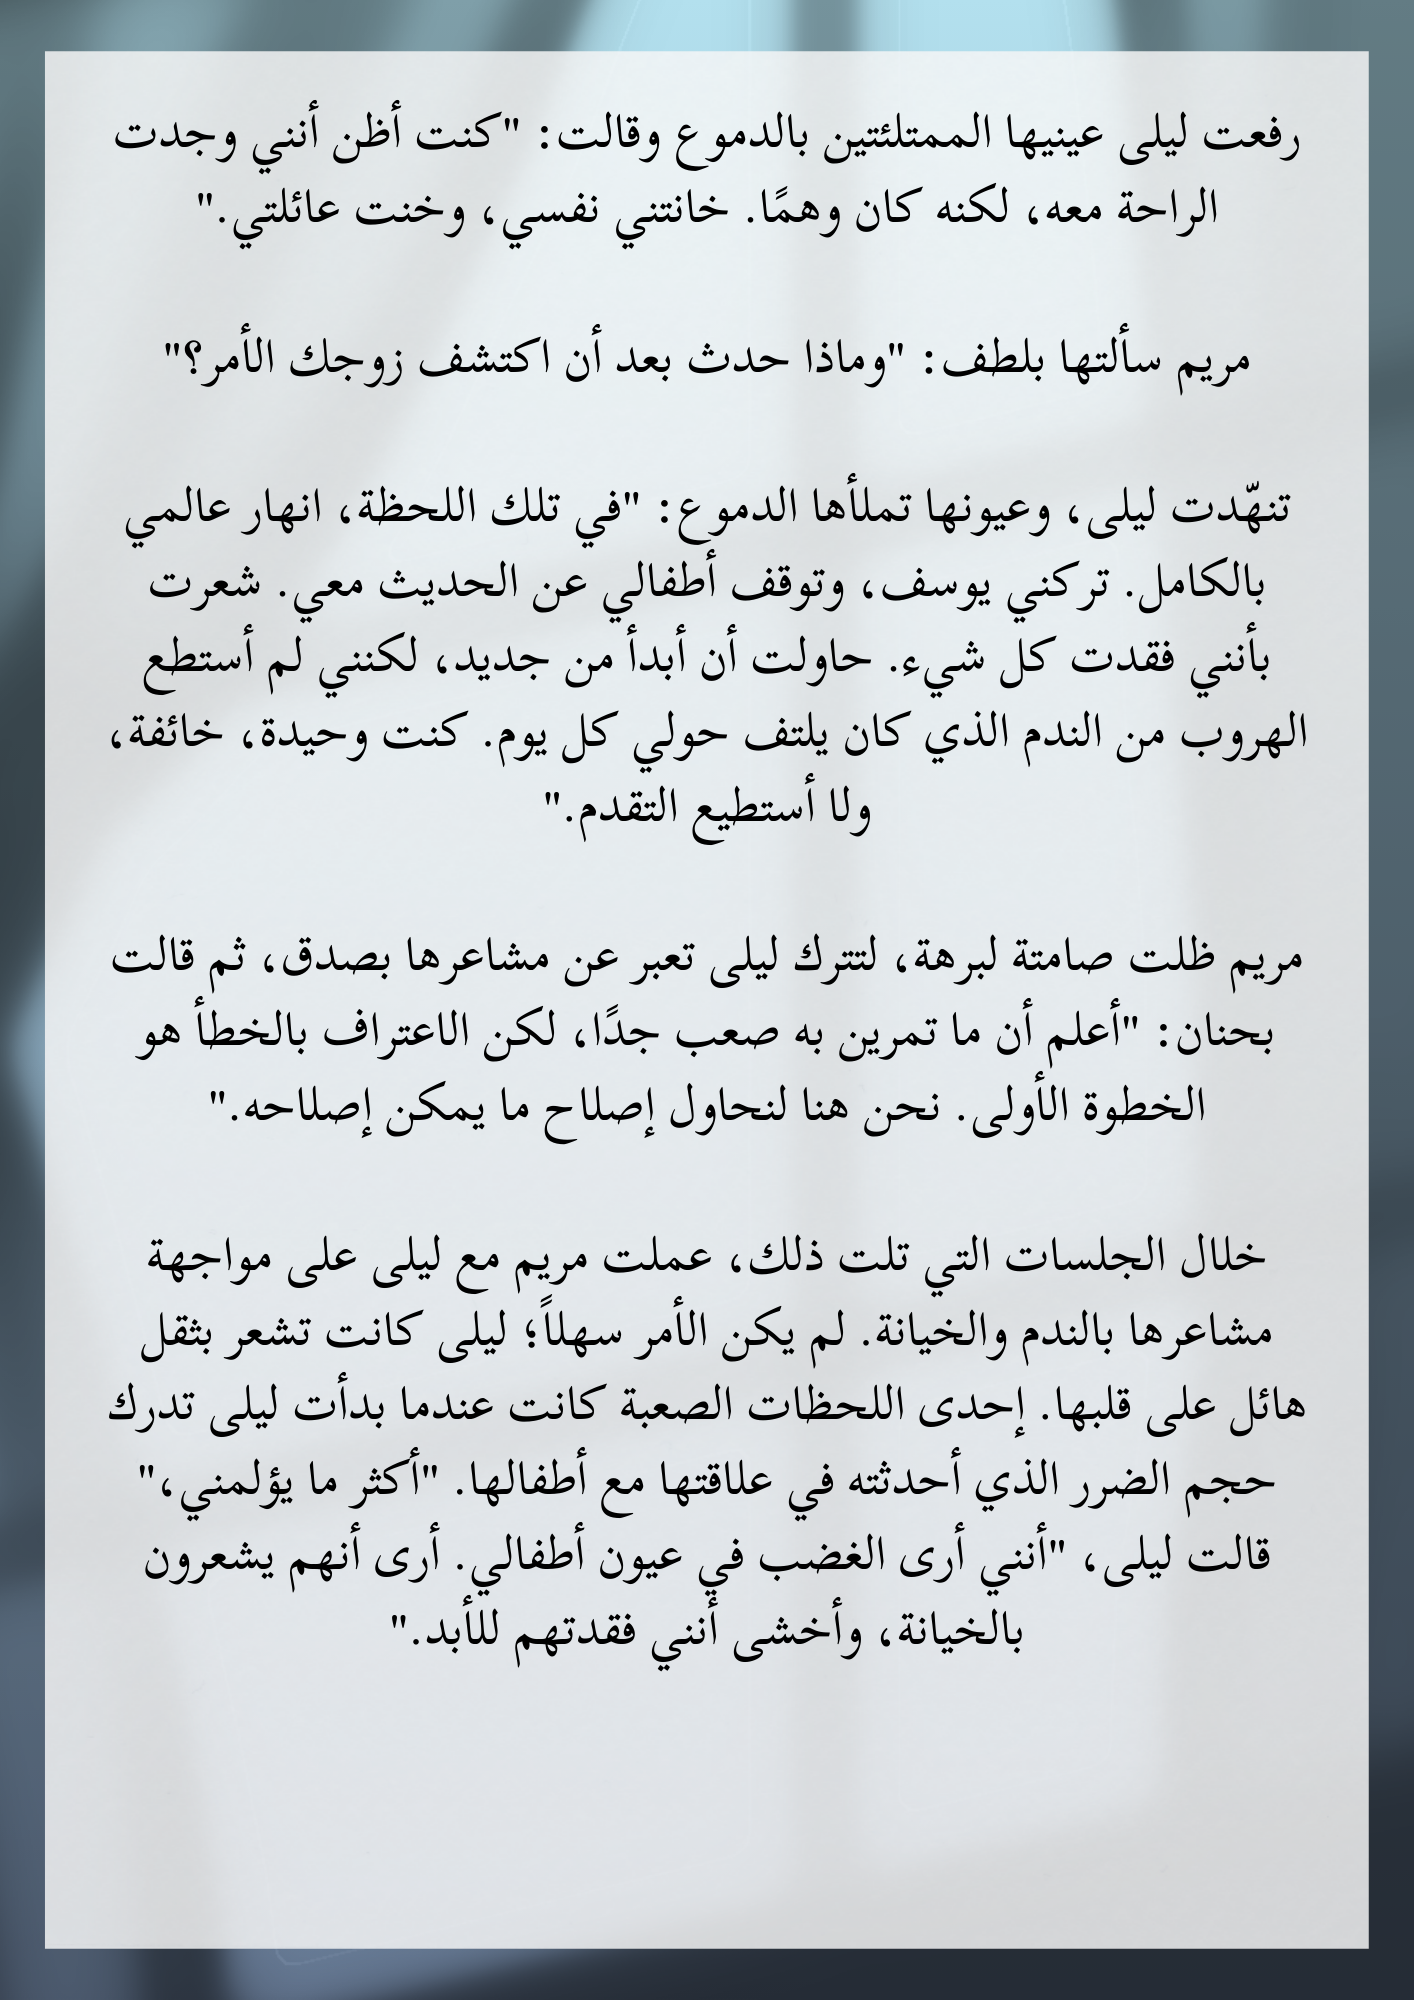 رفعت ليلى عينيها الممتلئتين بالدموع وقالت: "كنت أظن أنني وجدت
الراحة معه، لكنه كان وهمًا. خانتني نفسي، وخنت عائلتي."
مريم سألتها بلطف: "وماذا حدث بعد أن اكتشف زوجك الأمر؟"
تنهّدت ليلى، وعيونها تملأها الدموع: "في تلك اللحظة، انهار عالمي
بالكامل. تركني يوسف، وتوقف أطفالي عن الحديث معي. شعرت
بأنني فقدت كل شيء. حاولت أن أبدأ من جديد، لكنني لم أستطع
الهروب من الندم الذي كان يلتف حولي كل يوم. كنت وحيدة، خائفة،
ولا أستطيع التقدم."
مريم ظلت صامتة لبرهة، لتترك ليلى تعبر عن مشاعرها بصدق، ثم قالت
بحنان: "أعلم أن ما تمرين به صعب جدًا، لكن الاعتراف بالخطأ هو
الخطوة الأولى. نحن هنا لنحاول إصلاح ما يمكن إصلاحه."
خلال الجلسات التي تلت ذلك، عملت مريم مع ليلى على مواجهة
مشاعرها بالندم والخيانة. لم يكن الأمر سهلاً؛ ليلى كانت تشعر بثقل
هائل على قلبها. إحدى اللحظات الصعبة كانت عندما بدأت ليلى تدرك
حجم الضرر الذي أحدثته في علاقتها مع أطفالها. "أكثر ما يؤلمني،"
قالت ليلى، "أنني أرى الغضب في عيون أطفالي. أرى أنهم يشعرون
بالخيانة، وأخشى أنني فقدتهم للأبد."